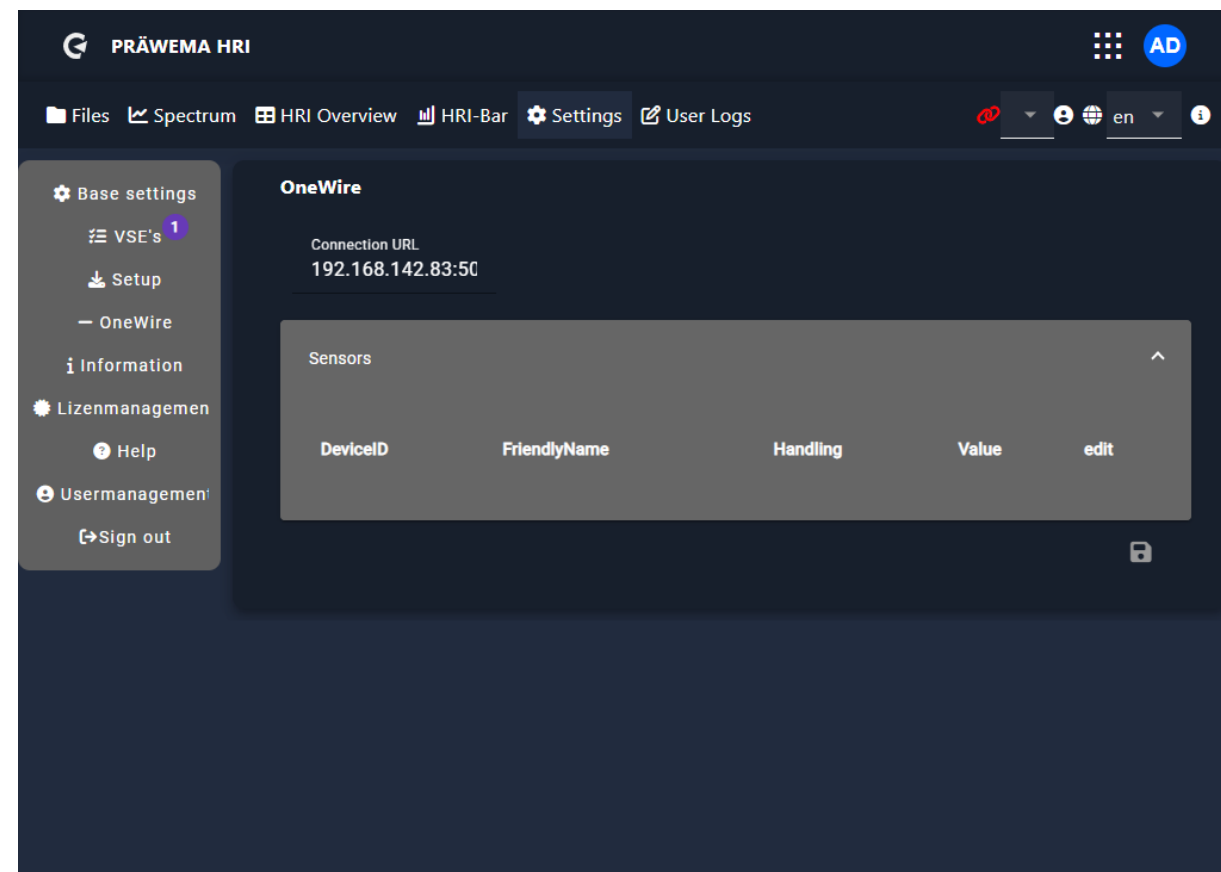 PRÄWEMA HRI
AD
Files Spectrum HRI Overview HRI-Bar Settings User Logs en
Base settings
VSE's 1
Setup
OneWire
Information
Lizenmanagemen
Help
Usermanagement
Sign out
OneWire
Connection URL
192.168.142.83:50
Sensors
DeviceID FriendlyName Handling Value edit